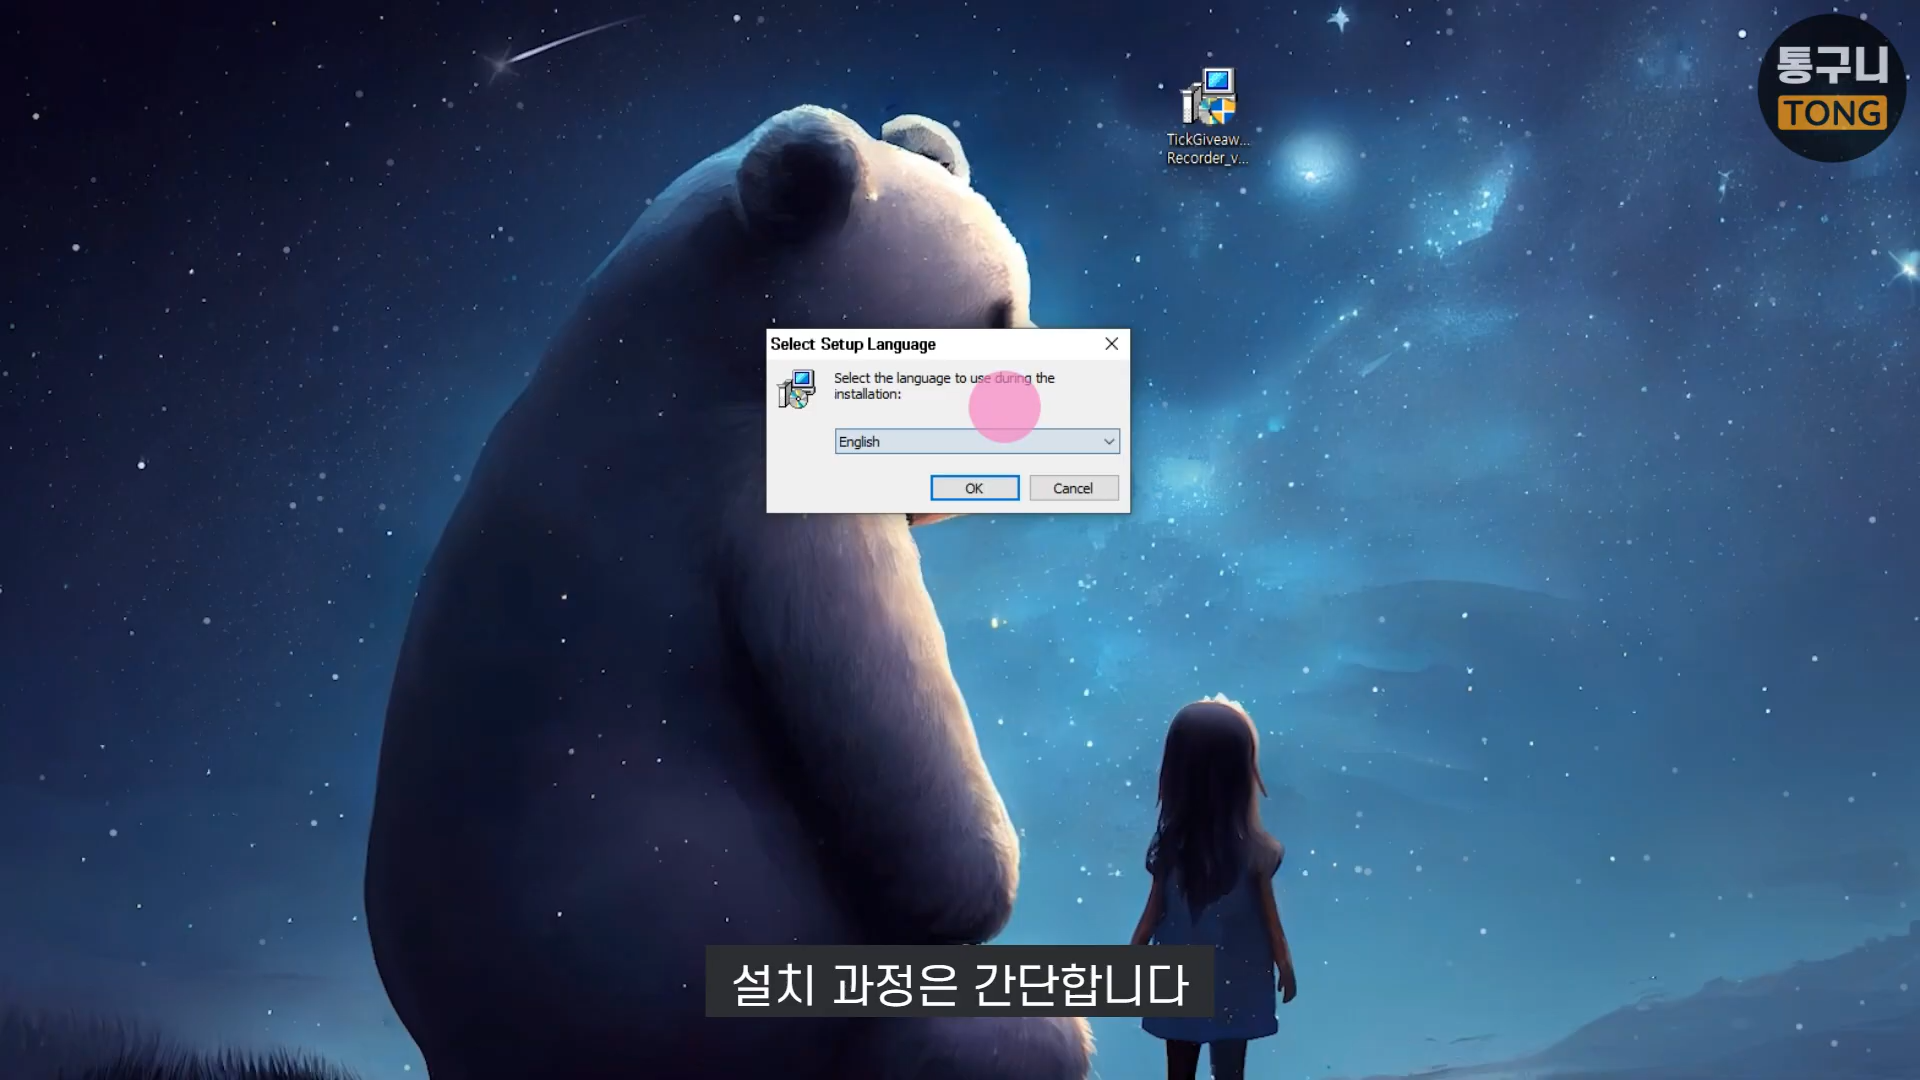 통구니
TONG
TickGiveaw...
Recorder_v...
Select Setup Language
Select the language to use during the
installation:
English
OK
Cancel
설치 과정은 간단합니다